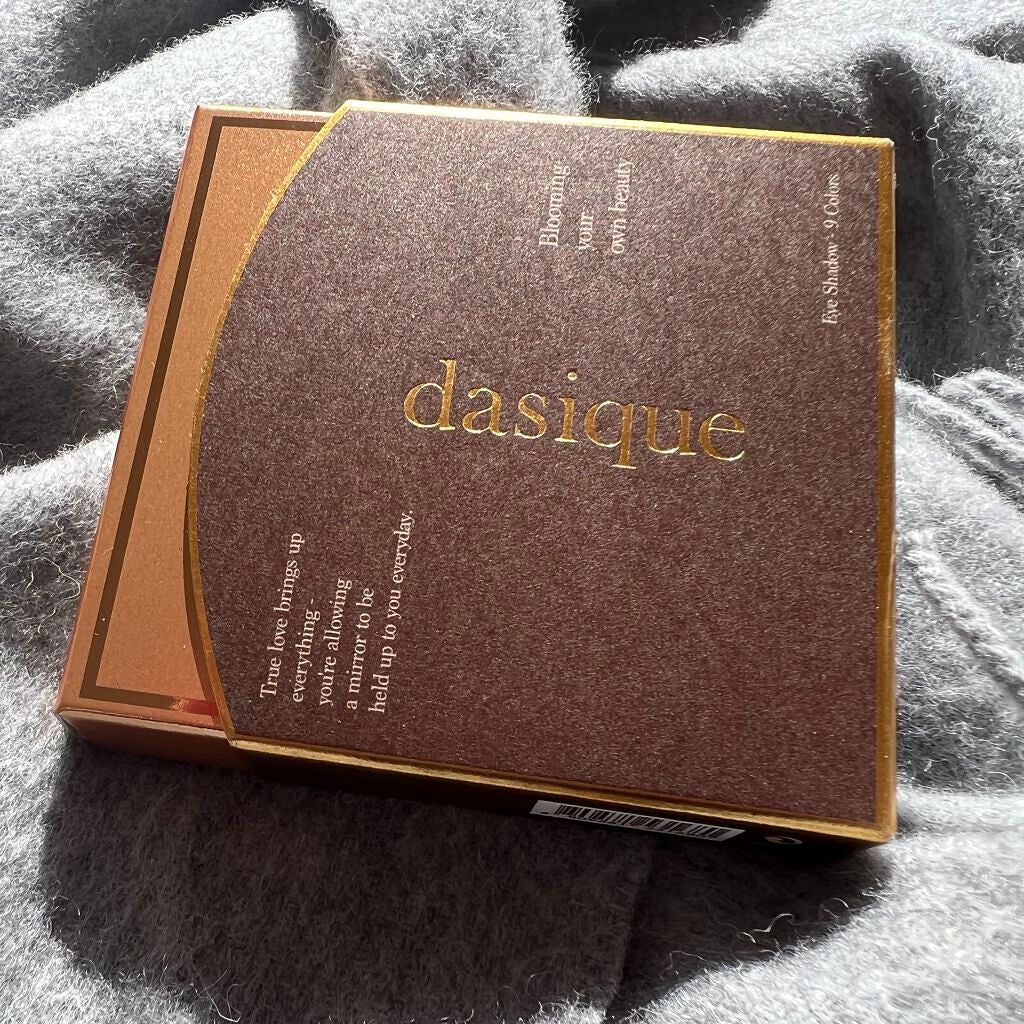 dasique
Blooming
your
own beauty
Eye Shadow · 9 Colors
True love brings up
everything -
you're allowing
a mirror to be
held up to you everyday.